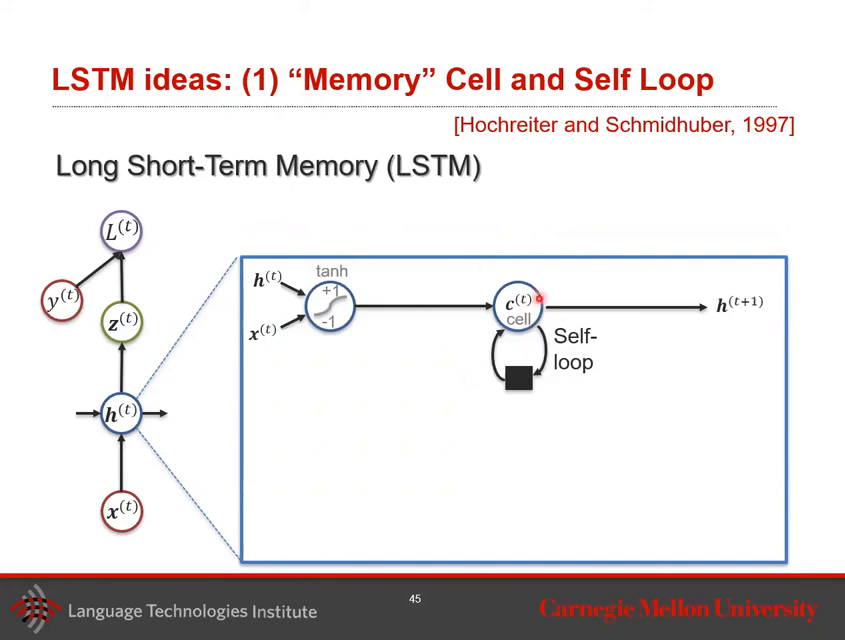 LSTM ideas: (1) “Memory” Cell and Self Loop
[Hochreiter and Schmidhuber, 1997]
Long Short-Term Memory (LSTM)
L^(t)
y^(t)
z^(t)
h^(t)
x^(t)
h^(t)
x^(t)
tanh
+1
-1
c^(t)
cell
Self-
loop
h^(t+1)
45
Language Technologies Institute
Carnegie Mellon University